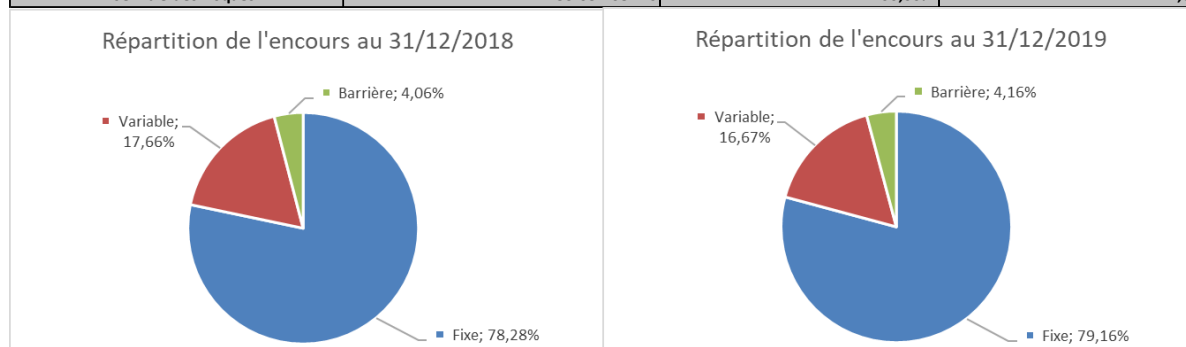 Répartition de l'encours au 31/12/2018
Barrière; 4,06%
Variable;
17,66%
Fixe; 78,28%
Répartition de l'encours au 31/12/2019
Barrière; 4,16%
Variable;
16,67%
Fixe; 79,16%